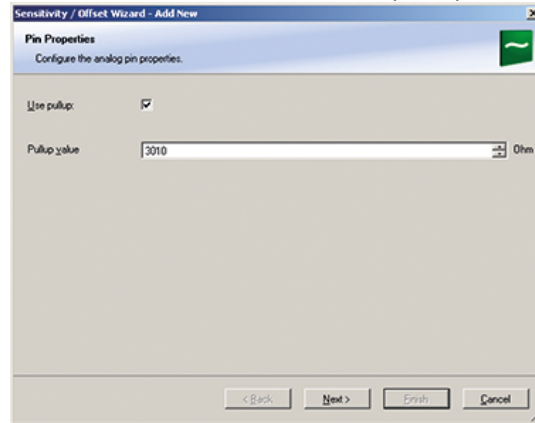 Sensitivity / Offset Wizard - Add New
Pin Properties
Configure the analog pin properties.
Use pullup:
Pullup value 3010 Ohm
< Back Next > Finish Cancel